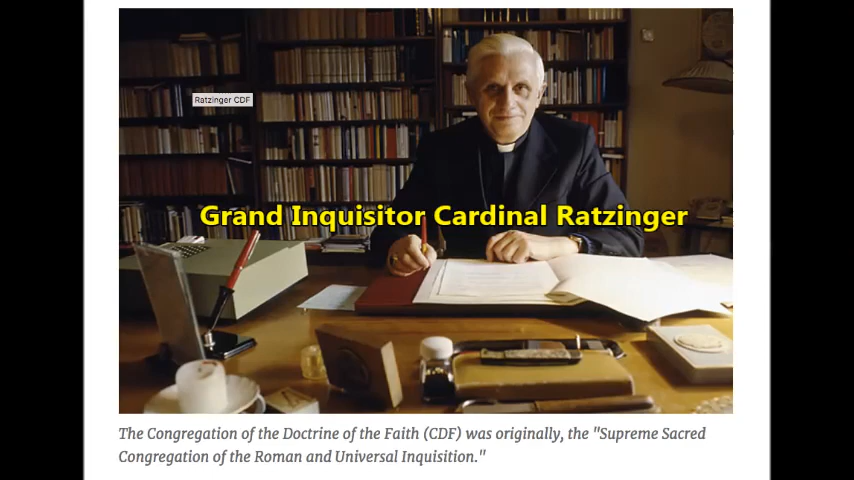 Ratzinger CDF
Grand Inquisitor Cardinal Ratzinger
The Congregation of the Doctrine of the Faith (CDF) was originally, the "Supreme Sacred
Congregation of the Roman and Universal Inquisition."